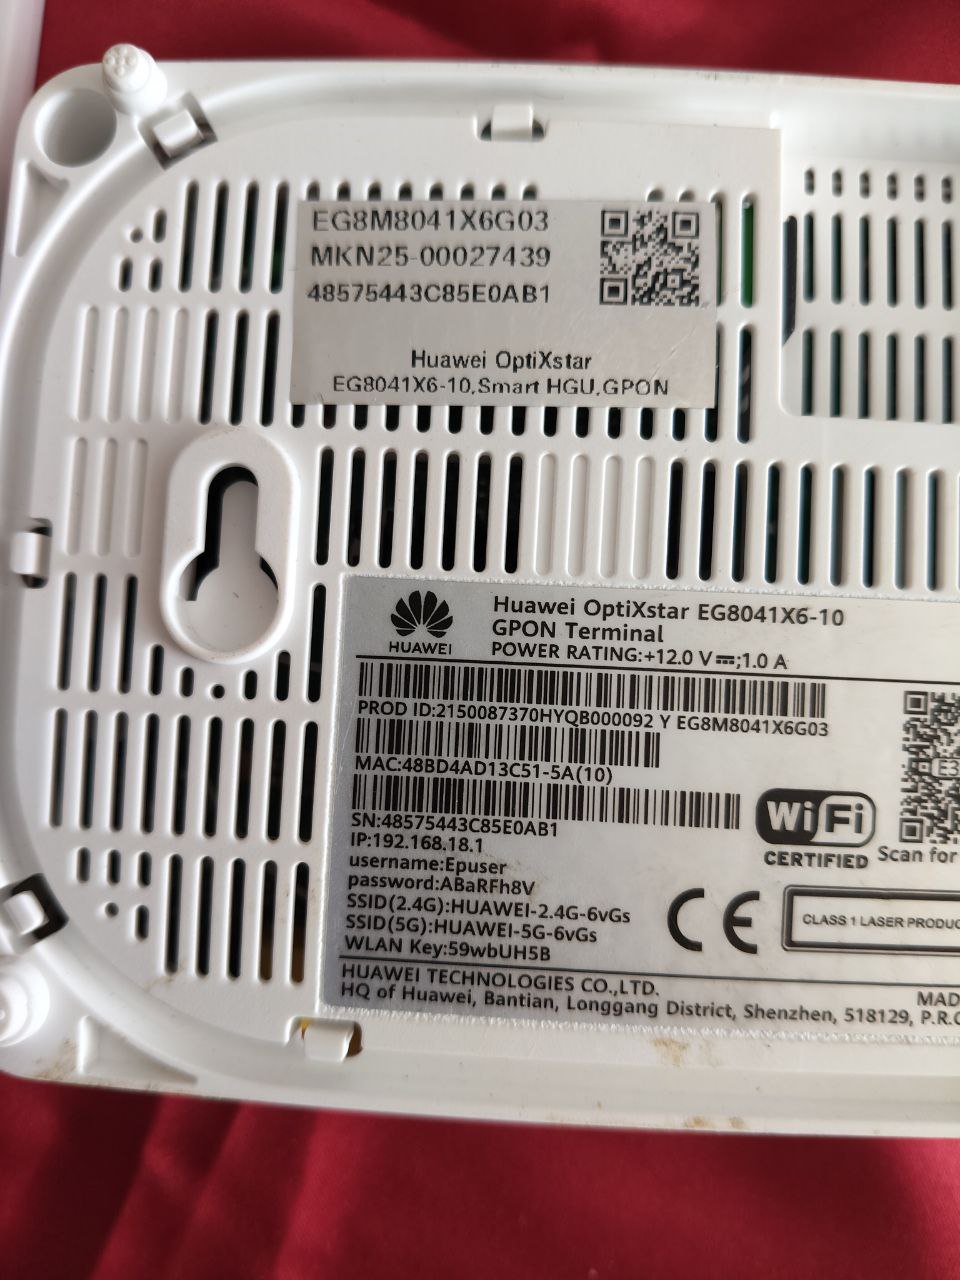 EG8M8041X6G03
MKN25-00027439
48575443C85E0AB1
Huawei OptiXstar
EG8041X6-10,Smart HGU,GPON
HUAWEI
Huawei OptiXstar EG8041X6-10
GPON Terminal
POWER RATING:+12.0 V⎓;1.0 A
PROD ID:2150087370HYQB000092 Y EG8M8041X6G03
MAC:48BD4AD13C51-5A(10)
SN:48575443C85E0AB1
IP:192.168.18.1
username:Epuser
password:ABaRFh8V
SSID(2.4G):HUAWEI-2.4G-6vGs
SSID(5G):HUAWEI-5G-6vGs
WLAN Key:59wbUH5B
E3
WiFi
CERTIFIED
Scan for
CE
CLASS 1 LASER PRODUC
HUAWEI TECHNOLOGIES CO.,LTD.
MAD
HQ of Huawei, Bantian, Longgang District, Shenzhen, 518129, P.R.C